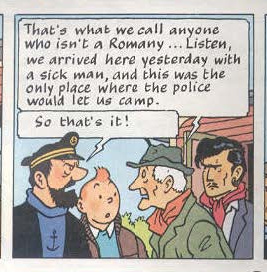 That's what we call anyone
who isn't a Romany ... Listen,
we arrived here yesterday with
a sick man, and this was the
only place where the police
would let us camp.
So that's it!